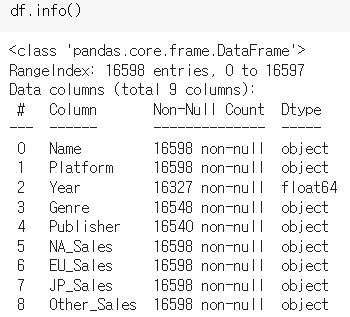 df.info()
<class 'pandas.core.frame.DataFrame'>
RangeIndex: 16598 entries, 0 to 16597
Data columns (total 9 columns):
 #   Column       Non-Null Count  Dtype
---  ------       --------------  -----
 0   Name         16598 non-null  object
 1   Platform     16598 non-null  object
 2   Year         16327 non-null  float64
 3   Genre        16548 non-null  object
 4   Publisher    16540 non-null  object
 5   NA_Sales     16598 non-null  object
 6   EU_Sales     16598 non-null  object
 7   JP_Sales     16598 non-null  object
 8   Other_Sales  16598 non-null  object